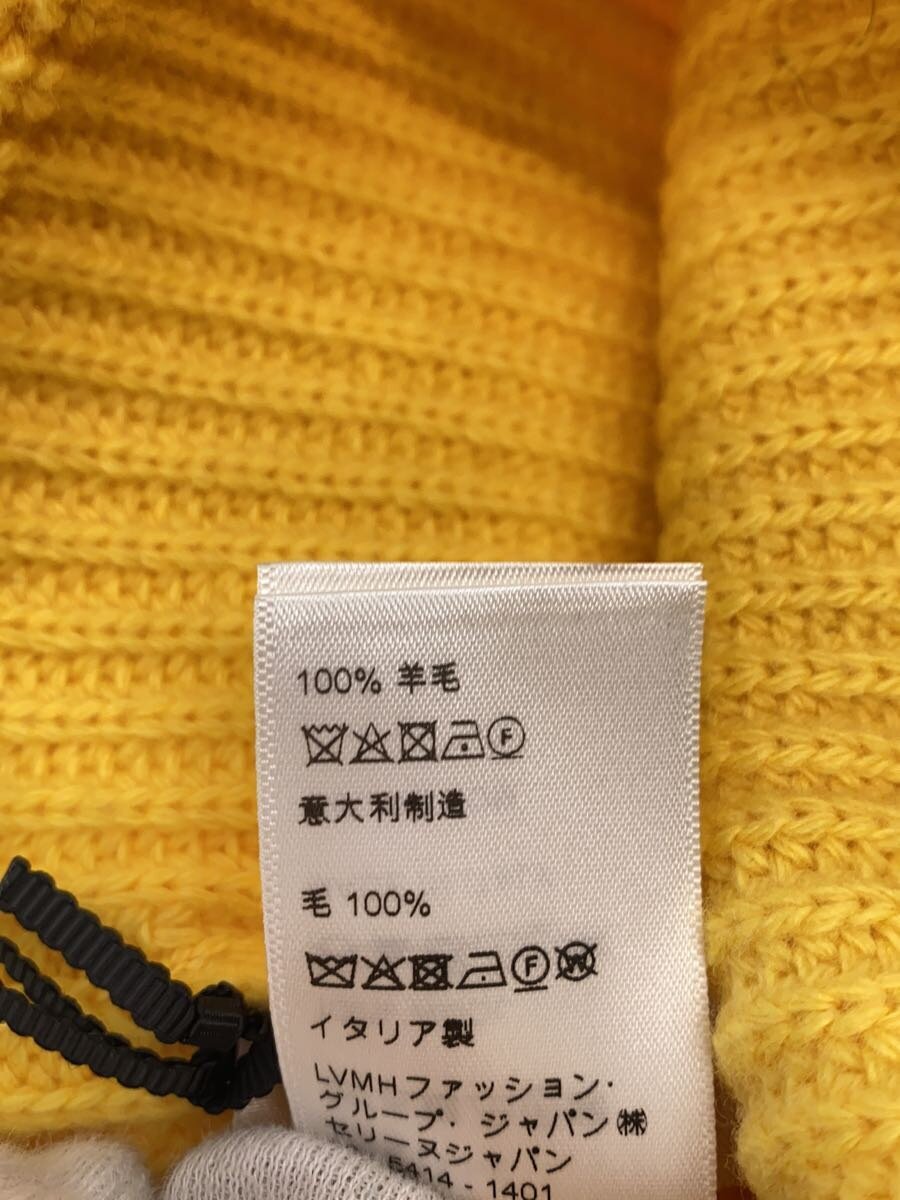 100% 羊毛
F
意大利制造
毛 100%
F W
イタリア製
LVMHファッション・
グループ・ジャパン㈱
セリーヌジャパン
5414 - 1401